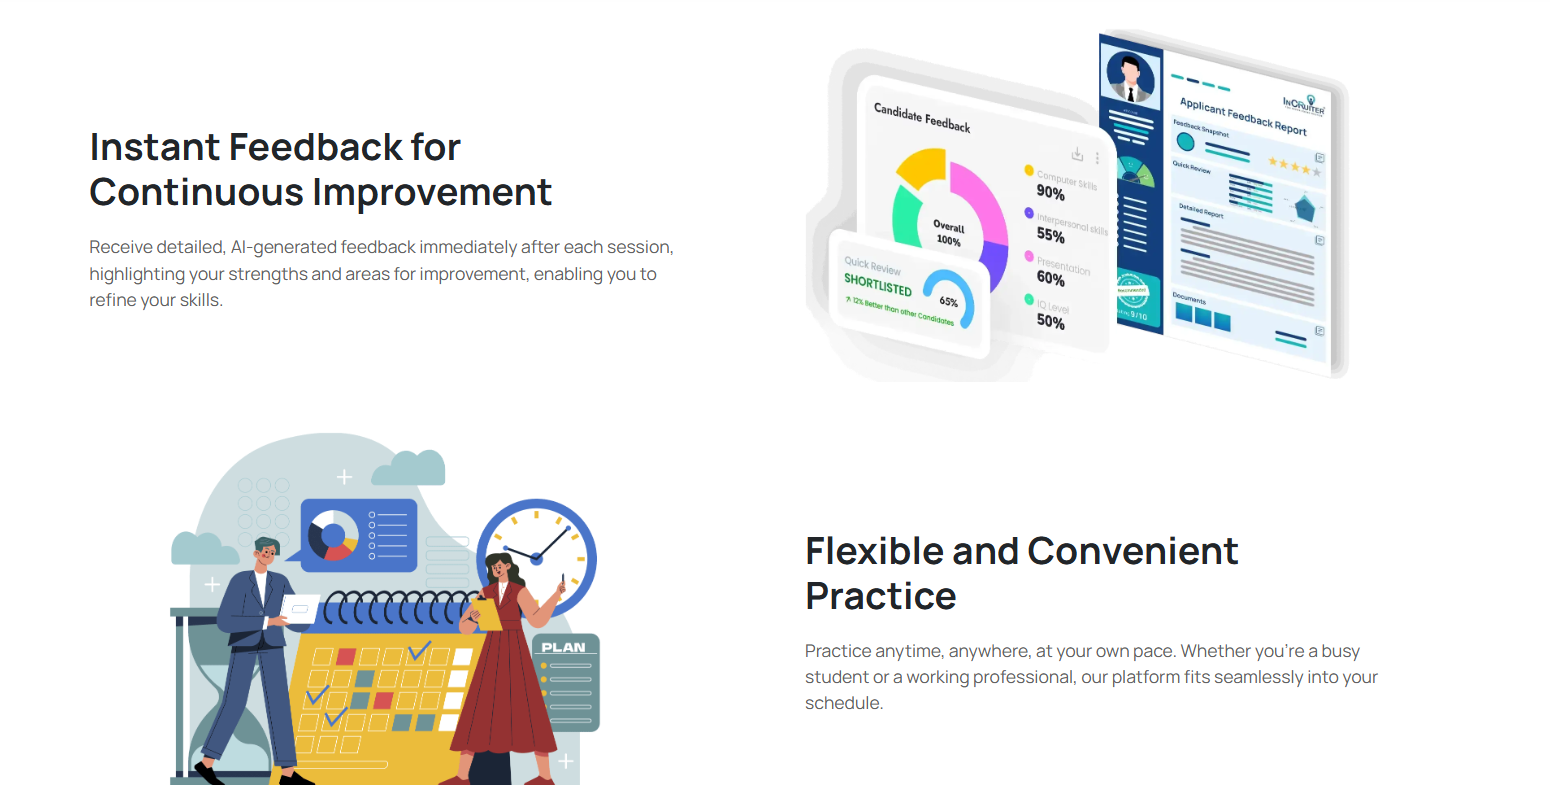 Instant Feedback for
Continuous Improvement
Receive detailed, AI-generated feedback immediately after each session,
highlighting your strengths and areas for improvement, enabling you to
refine your skills.
Candidate Feedback
Overall
100%
Computer Skills
90%
Interpersonal skills
55%
Presentation
60%
IQ Level
50%
Quick Review
SHORTLISTED
12% Better than other Candidates
65%
INCRUITER
Applicant Feedback Report
Feedback Snapshot
Quick Review
Detailed Report
Documents
9/10
PLAN
Flexible and Convenient
Practice
Practice anytime, anywhere, at your own pace. Whether you're a busy
student or a working professional, our platform fits seamlessly into your
schedule.